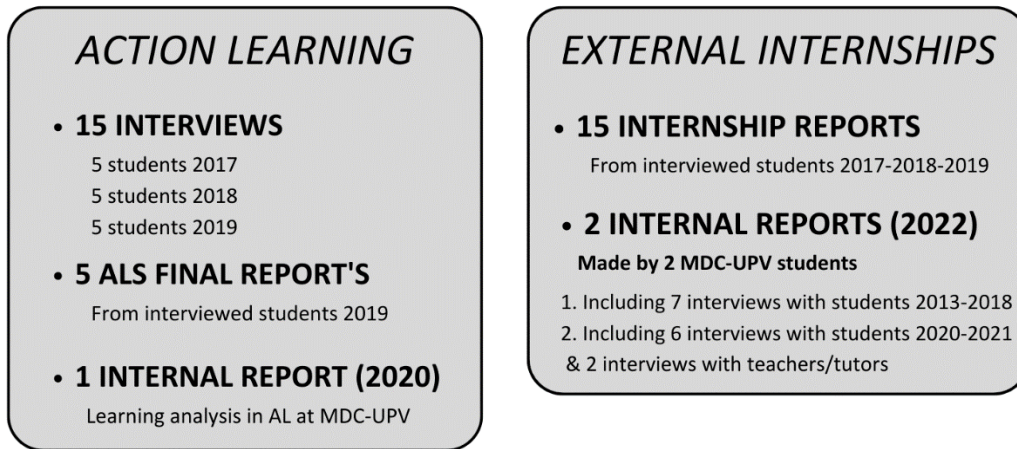 ACTION LEARNING
• 15 INTERVIEWS
5 students 2017
5 students 2018
5 students 2019
• 5 ALS FINAL REPORT'S
From interviewed students 2019
• 1 INTERNAL REPORT (2020)
Learning analysis in AL at MDC-UPV
EXTERNAL INTERNSHIPS
• 15 INTERNSHIP REPORTS
From interviewed students 2017-2018-2019
• 2 INTERNAL REPORTS (2022)
Made by 2 MDC-UPV students
1. Including 7 interviews with students 2013-2018
2. Including 6 interviews with students 2020-2021
& 2 interviews with teachers/tutors